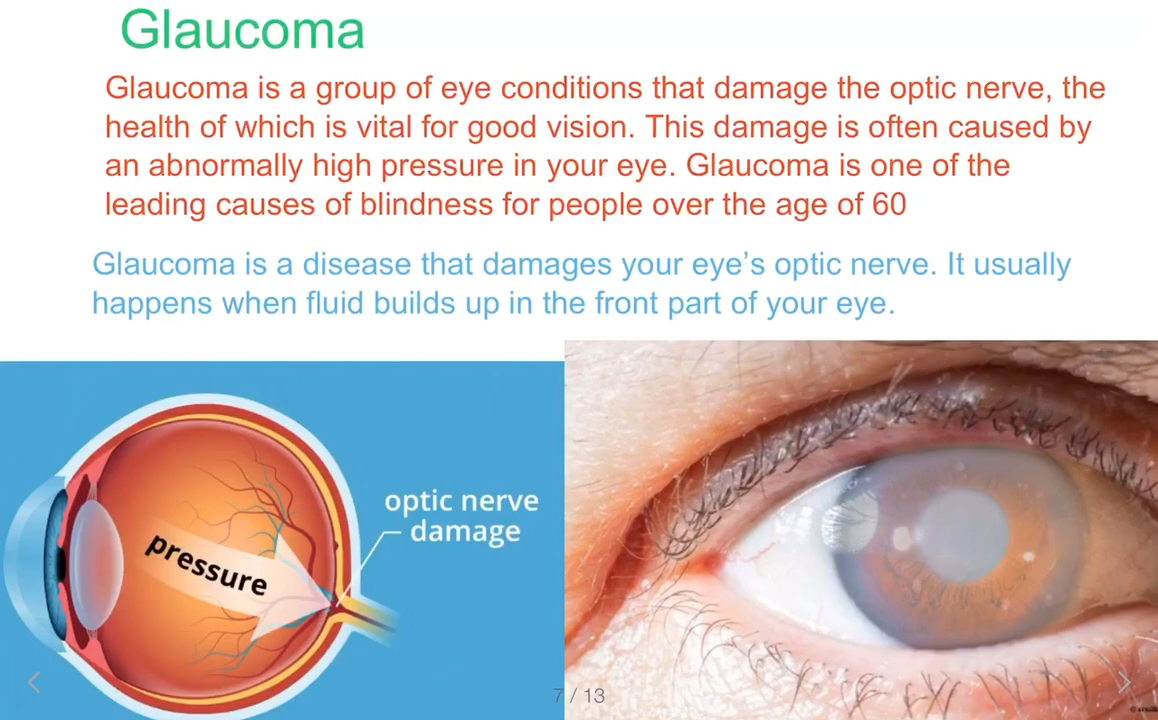 Glaucoma
Glaucoma is a group of eye conditions that damage the optic nerve, the
health of which is vital for good vision. This damage is often caused by
an abnormally high pressure in your eye. Glaucoma is one of the
leading causes of blindness for people over the age of 60
Glaucoma is a disease that damages your eye’s optic nerve. It usually
happens when fluid builds up in the front part of your eye.
optic nerve
damage
pressure
7 / 13